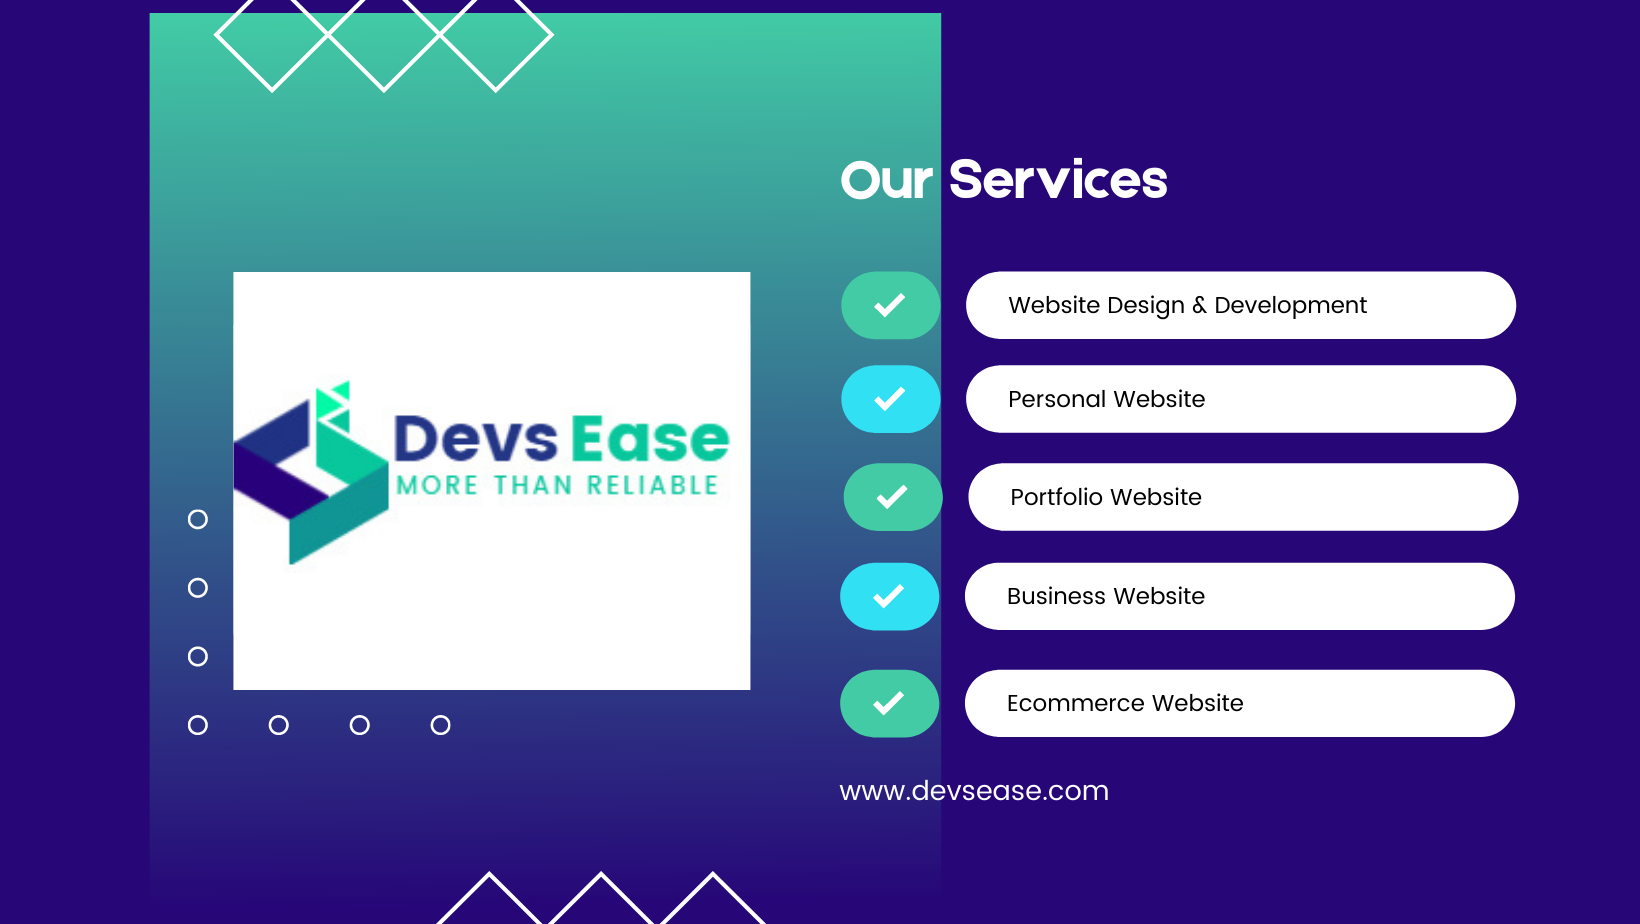 Our Services
Devs Ease
MORE THAN RELIABLE
Website Design & Development
Personal Website
Portfolio Website
Business Website
Ecommerce Website
www.devsease.com